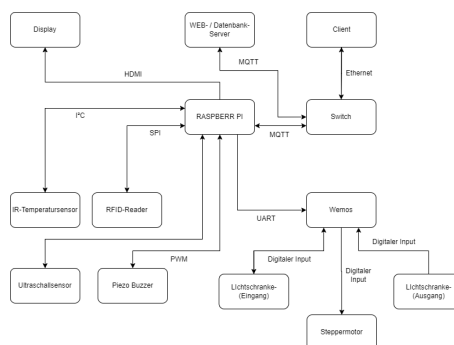 Display
WEB- / Datenbank-
Server
Client
MQTT
HDMI
Ethernet
I²C
RASPBERR PI
Switch
SPI
MQTT
IR-Temperatursensor
RFID-Reader
Wemos
UART
Digitaler Input
PWM
Digitaler Input
Digitaler
Input
Ultraschallsensor
Piezo Buzzer
Lichtschranke-
(Eingang)
Lichtschranke-
(Ausgang)
Steppermotor